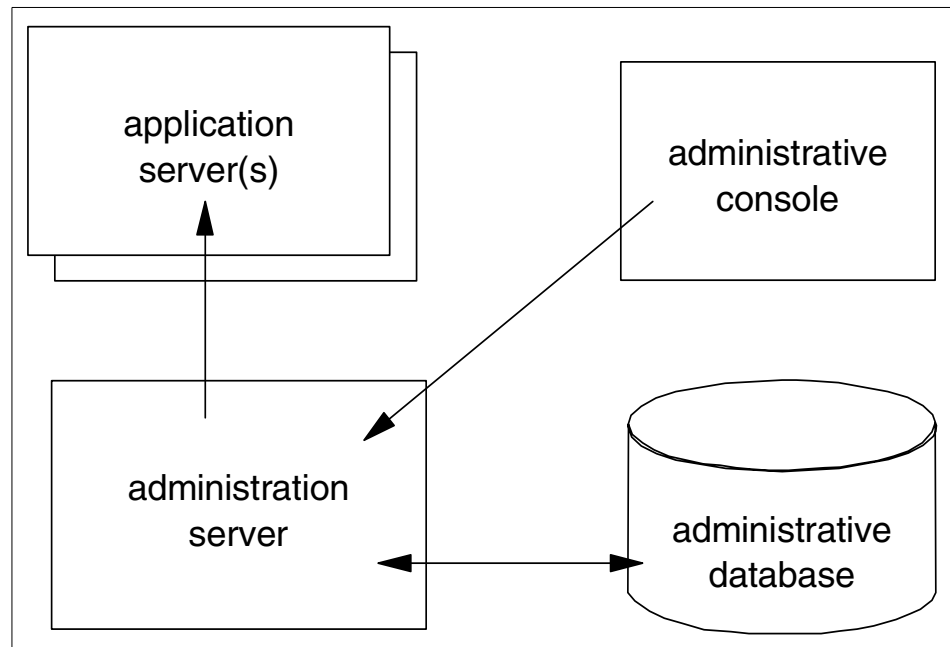 application
server(s)
administrative
console
administration
server
administrative
database